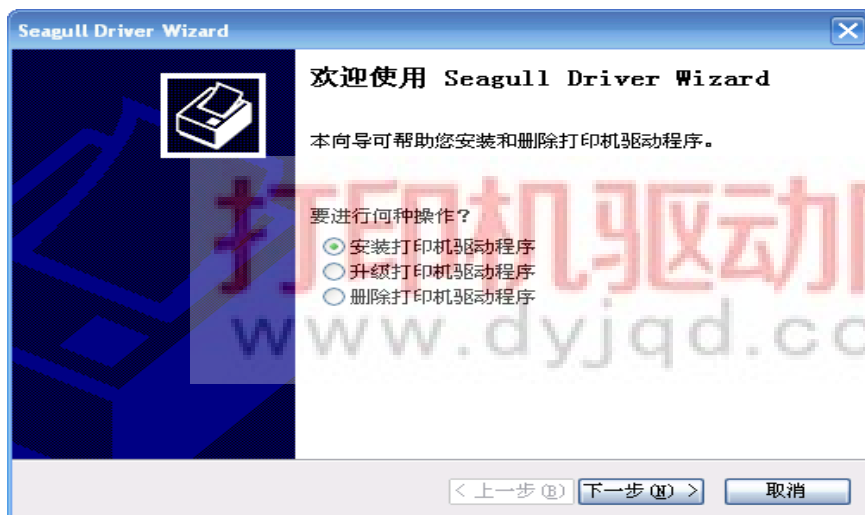 Seagull Driver Wizard
欢迎使用 Seagull Driver Wizard
本向导可帮助您安装和删除打印机驱动程序。
要进行何种操作?
安装打印机驱动程序
升级打印机驱动程序
删除打印机驱动程序
打印机驱动
www.dyjqd.co
< 上一步(B)
下一步(N) >
取消